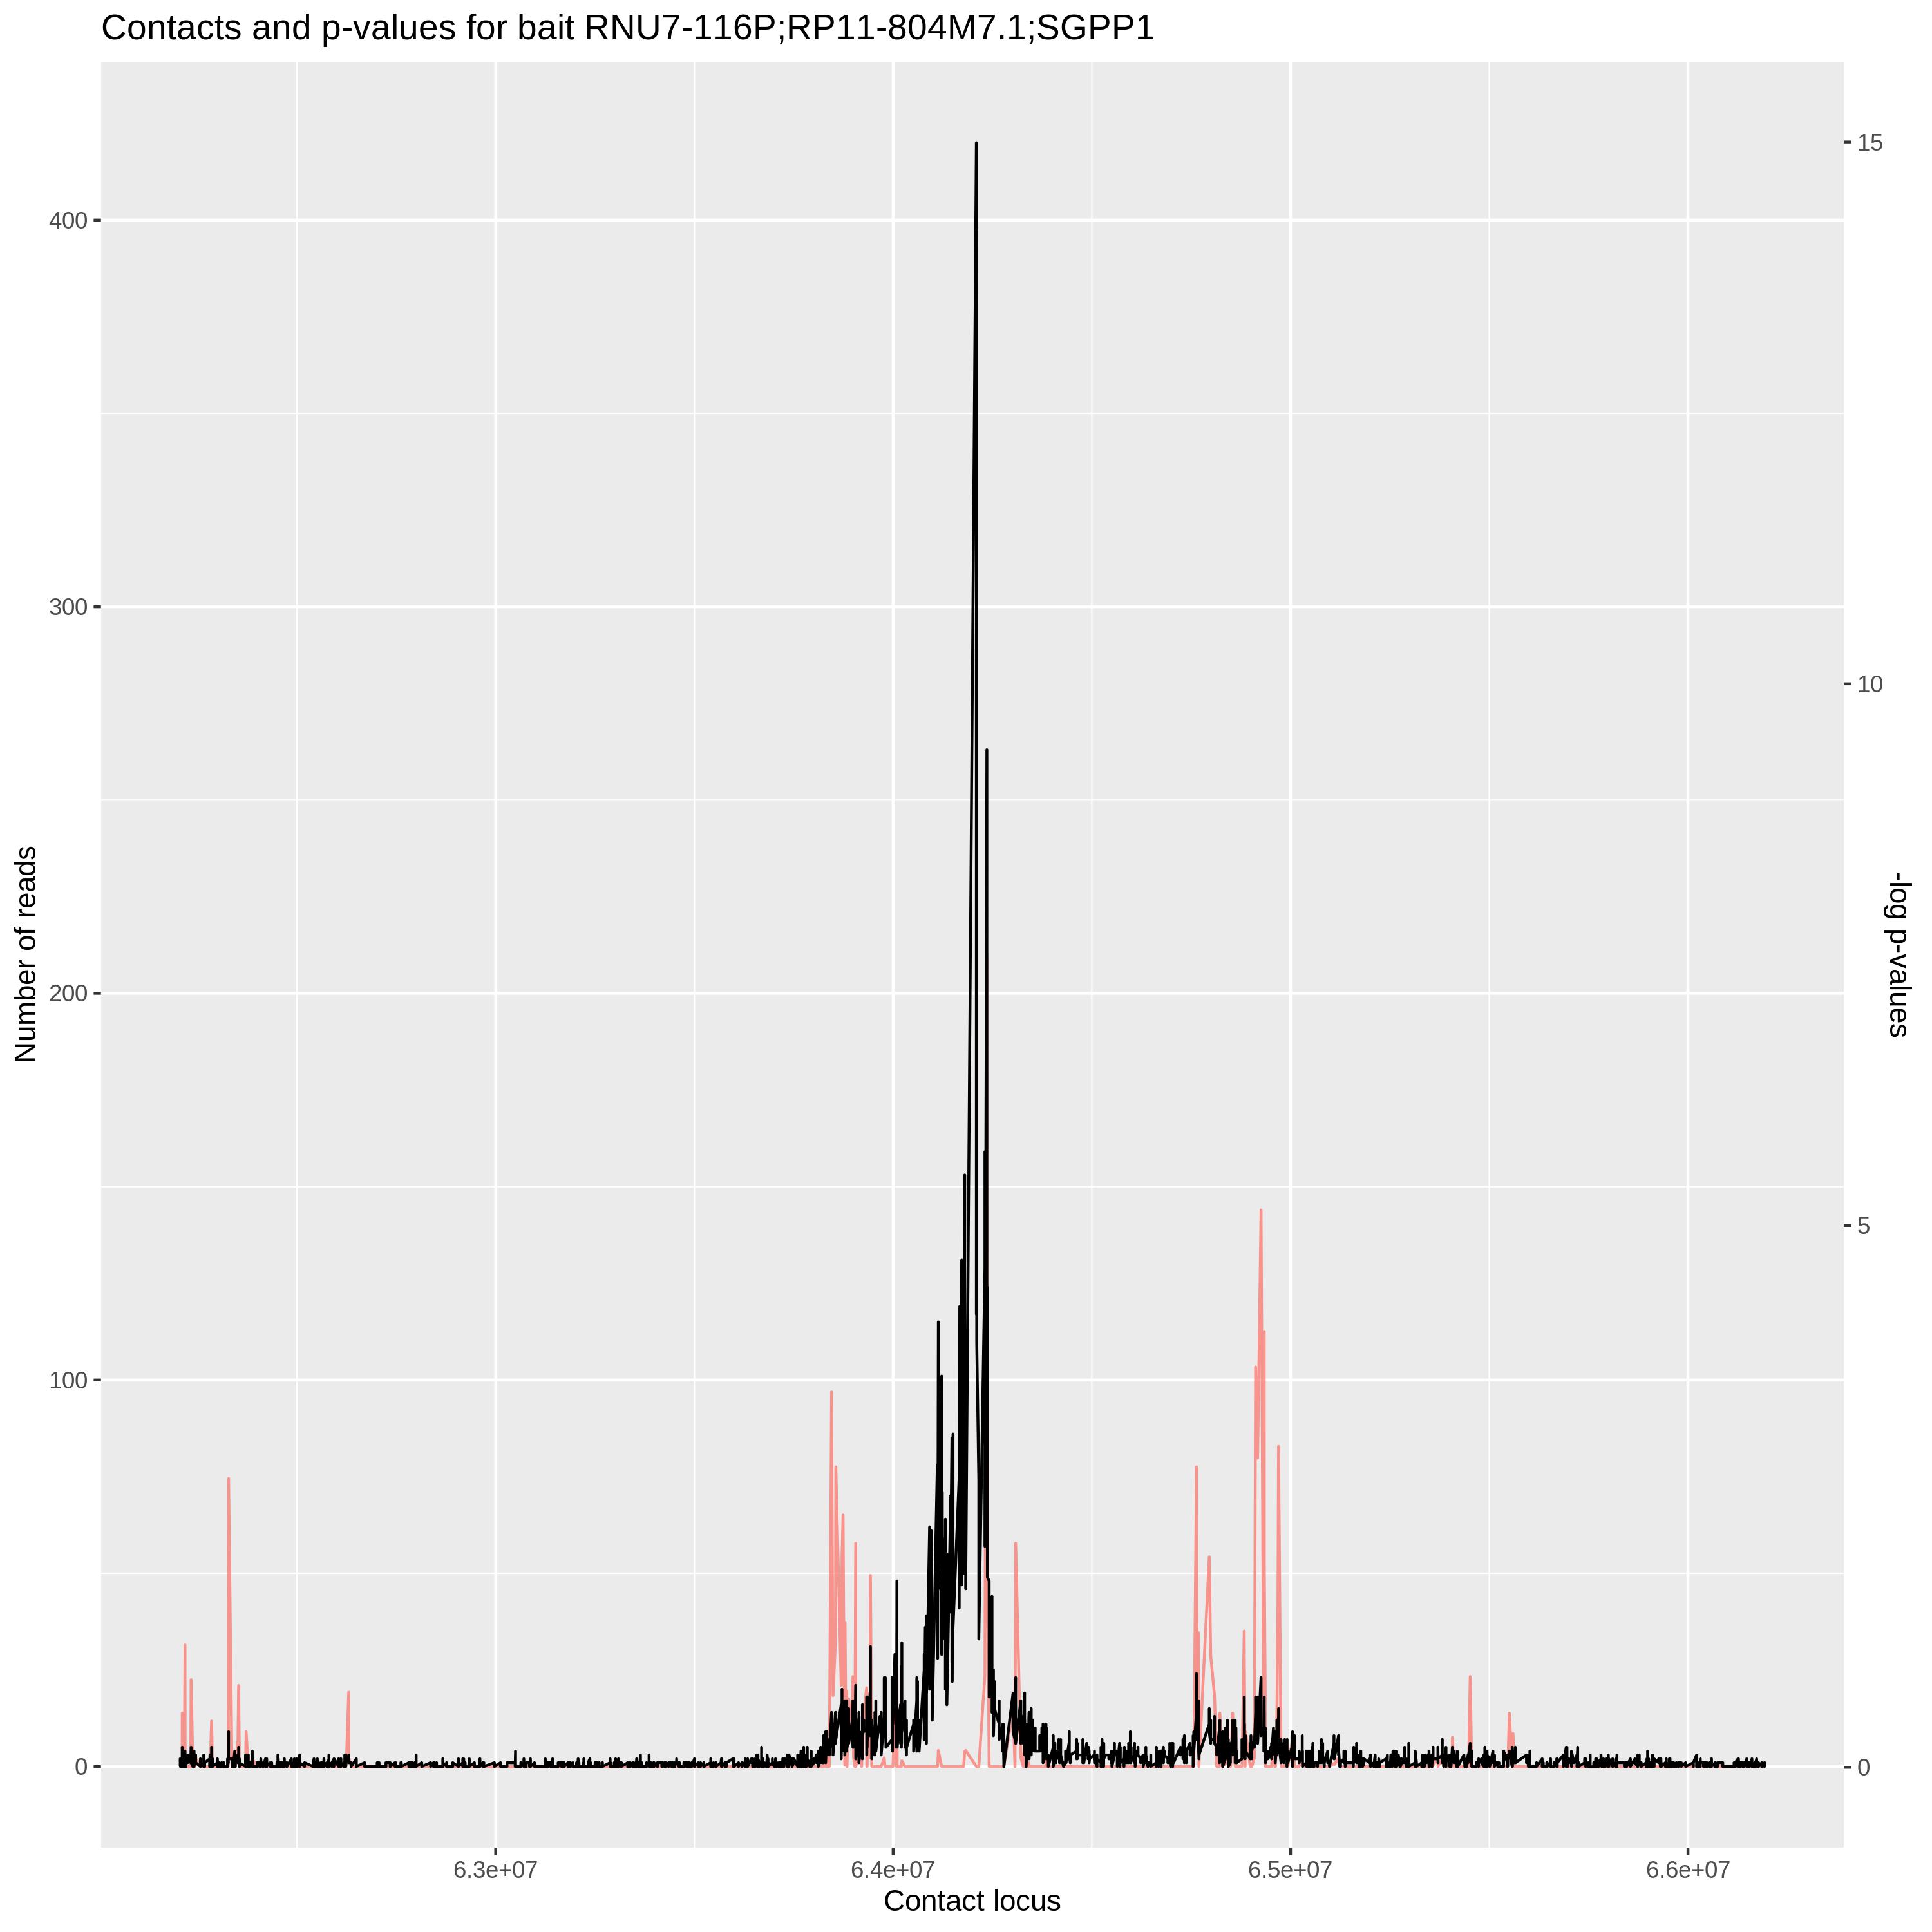 Contacts and p-values for bait RNU7-116P;RP11-804M7.1;SGPP1
400
300
200
100
0
Number of reads
15
10
5
0
-log p-values
6.3e+07
6.4e+07
6.5e+07
6.6e+07
Contact locus